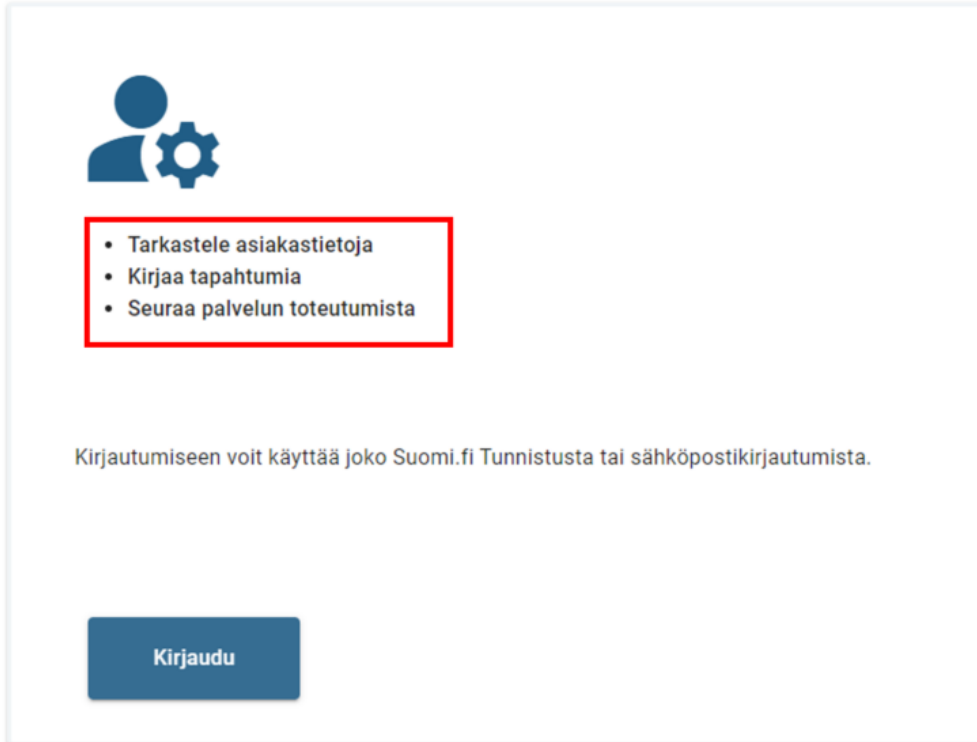 • Tarkastele asiakastietoja
• Kirjaa tapahtumia
• Seuraa palvelun toteutumista
Kirjautumiseen voit käyttää joko Suomi.fi Tunnistusta tai sähköpostikirjautumista.
Kirjaudu